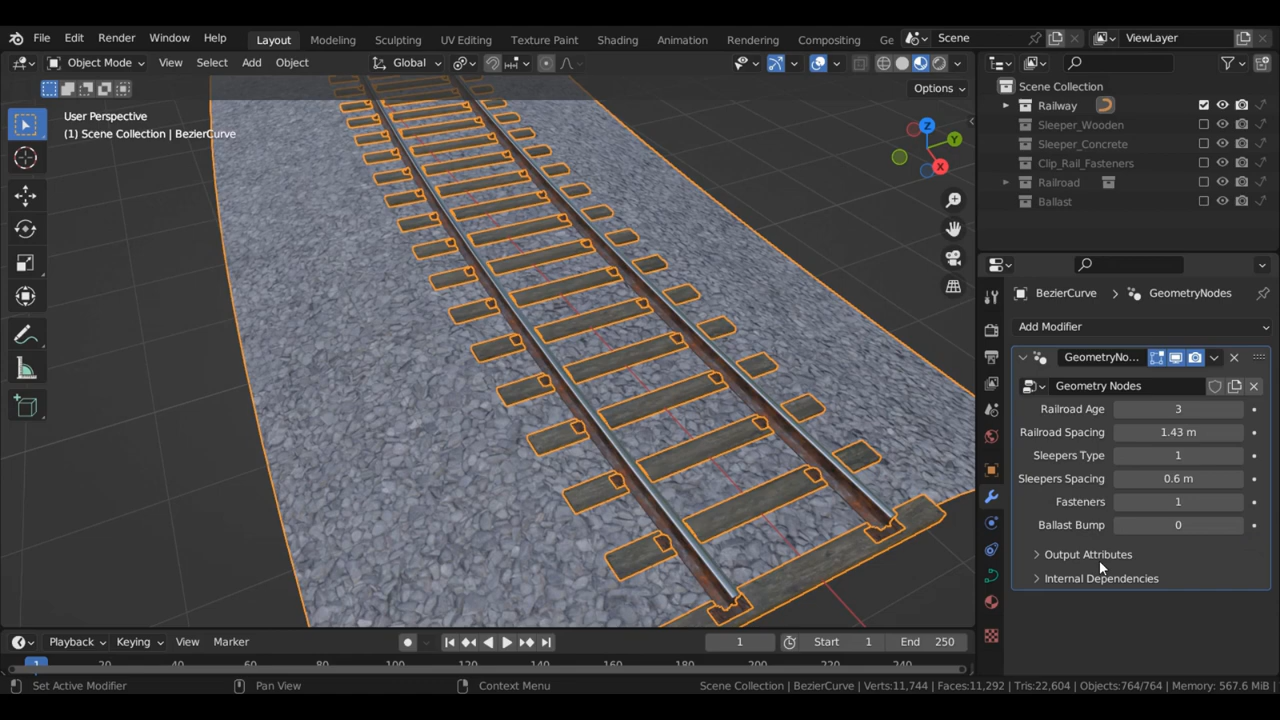 File Edit Render Window Help Layout Modeling Sculpting UV Editing Texture Paint Shading Animation Rendering Compositing Ge Scene ViewLayer
Object Mode View Select Add Object Global
Options
User Perspective
(1) Scene Collection | BezierCurve
Z
Y
X
Scene Collection
Railway
Sleeper_Wooden
Sleeper_Concrete
Clip_Rail_Fasteners
Railroad
Ballast
BezierCurve > GeometryNodes
Add Modifier
GeometryNo...
Geometry Nodes
Railroad Age 3
Railroad Spacing 1.43 m
Sleepers Type 1
Sleepers Spacing 0.6 m
Fasteners 1
Ballast Bump 0
Output Attributes
Internal Dependencies
Playback Keying View Marker 1 Start 1 End 250
1 20 40 60 80 100 120 140 160 180 200 220 240
Set Active Modifier Pan View Context Menu Scene Collection | BezierCurve | Verts:11,744 | Faces:11,292 | Tris:22,604 | Objects:764/764 | Memory: 567.6 MiB